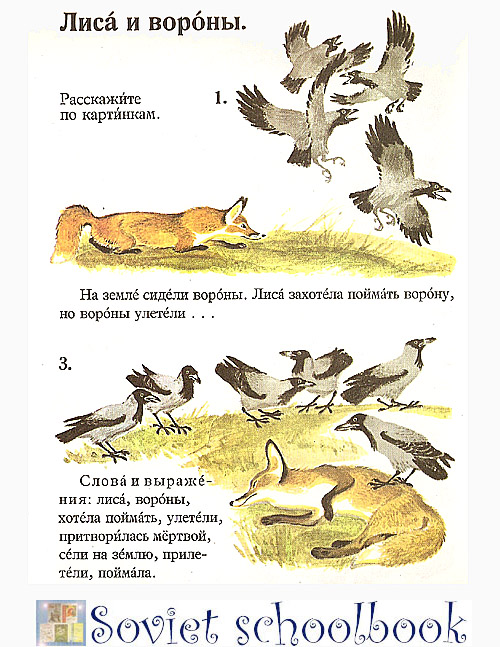 Лиса́ и воро́ны.
Расскажи́те
по карти́нкам.
1.
На земле́ сиде́ли воро́ны. Лиса́ захоте́ла пойма́ть воро́ну,
но воро́ны улете́ли . . .
3.
Слова́ и выраже́-
ния: лиса́, воро́ны,
хоте́ла пойма́ть, улете́ли,
притвори́лась мёртвой,
се́ли на зе́млю, приле-
те́ли, пойма́ла.
Soviet schoolbook